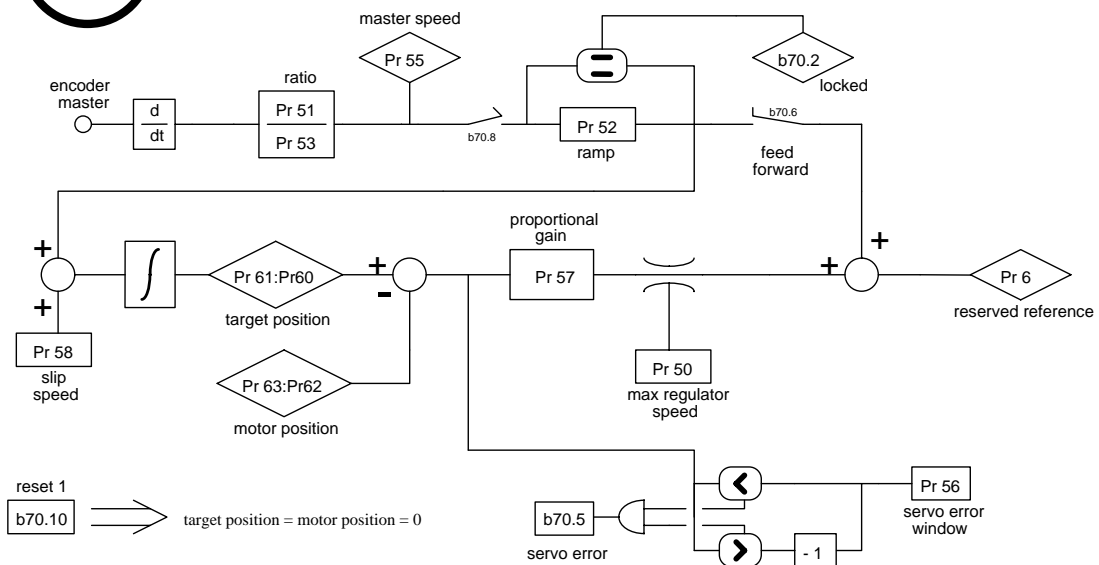 master speed
Pr 55
b70.2
locked
encoder
master
d
dt
ratio
Pr 51
Pr 53
b70.8
=
Pr 52
ramp
b70.6
feed
forward
+
+
Pr 58
slip
speed
∫
Pr 61:Pr60
target position
+
-
Pr 63:Pr62
motor position
proportional
gain
Pr 57
Pr 50
max regulator
speed
+
+
Pr 6
reserved reference
reset 1
b70.10
target position = motor position = 0
b70.5
servo error
<
>
- 1
Pr 56
servo error
window